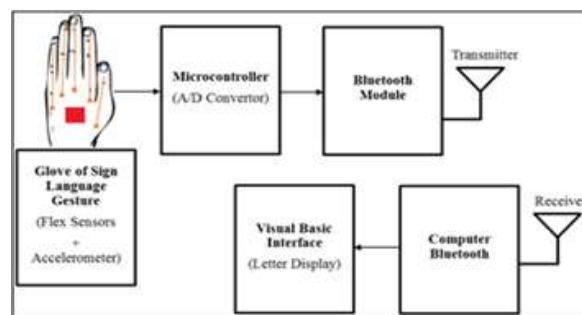 Microcontroller
(A/D Convertor)
Bluetooth
Module
Transmitter
Glove of Sign
Language
Gesture
(Flex Sensors
+
Accelerometer)
Visual Basic
Interface
(Letter Display)
Computer
Bluetooth
Receive